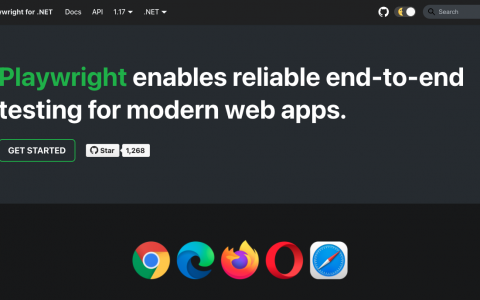 ywright for .NET Docs API 1.17 .NET Search
Playwright enables reliable end-to-end
testing for modern web apps.
GET STARTED Star 1,268